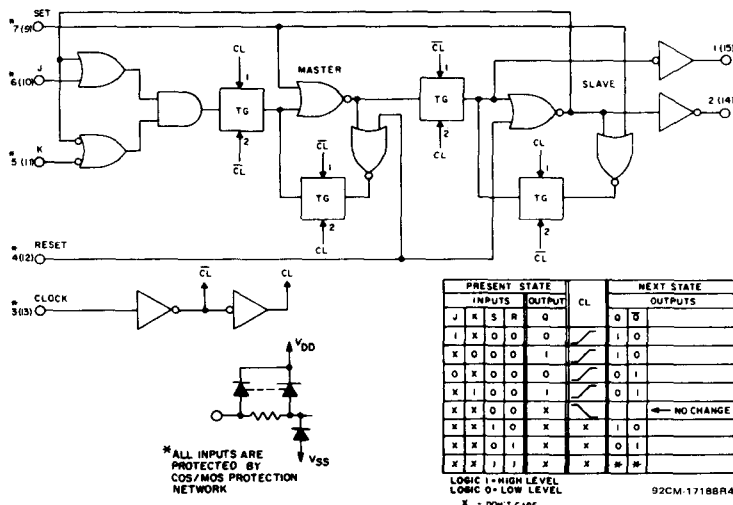 * 7(9) SET
* 6(10) J
* 5(11) K
* 4(12) RESET
* 3(13) CLOCK
CL
1
TG
2
C̅L̅
MASTER
C̅L̅
1
TG
2
CL
C̅L̅
1
TG
2
CL
SLAVE
CL
1
TG
2
C̅L̅
1(15)
2(14)
C̅L̅
CL
VDD
VSS
*ALL INPUTS ARE
PROTECTED BY
COS/MOS PROTECTION
NETWORK
PRESENT STATE CL NEXT STATE
INPUTS OUTPUT OUTPUTS
J K S R Q Q Q̅
1 X 0 0 0 1 0
X 0 0 0 1 1 0
0 X 0 0 0 0 1
X 1 0 0 1 0 1
X X 0 0 X ← NO CHANGE
X X 1 0 X X 1 0
X X 0 1 X X 0 1
X X 1 1 X X * *
LOGIC 1 = HIGH LEVEL
LOGIC 0 = LOW LEVEL
X = DON'T CARE
92CM-17188R4